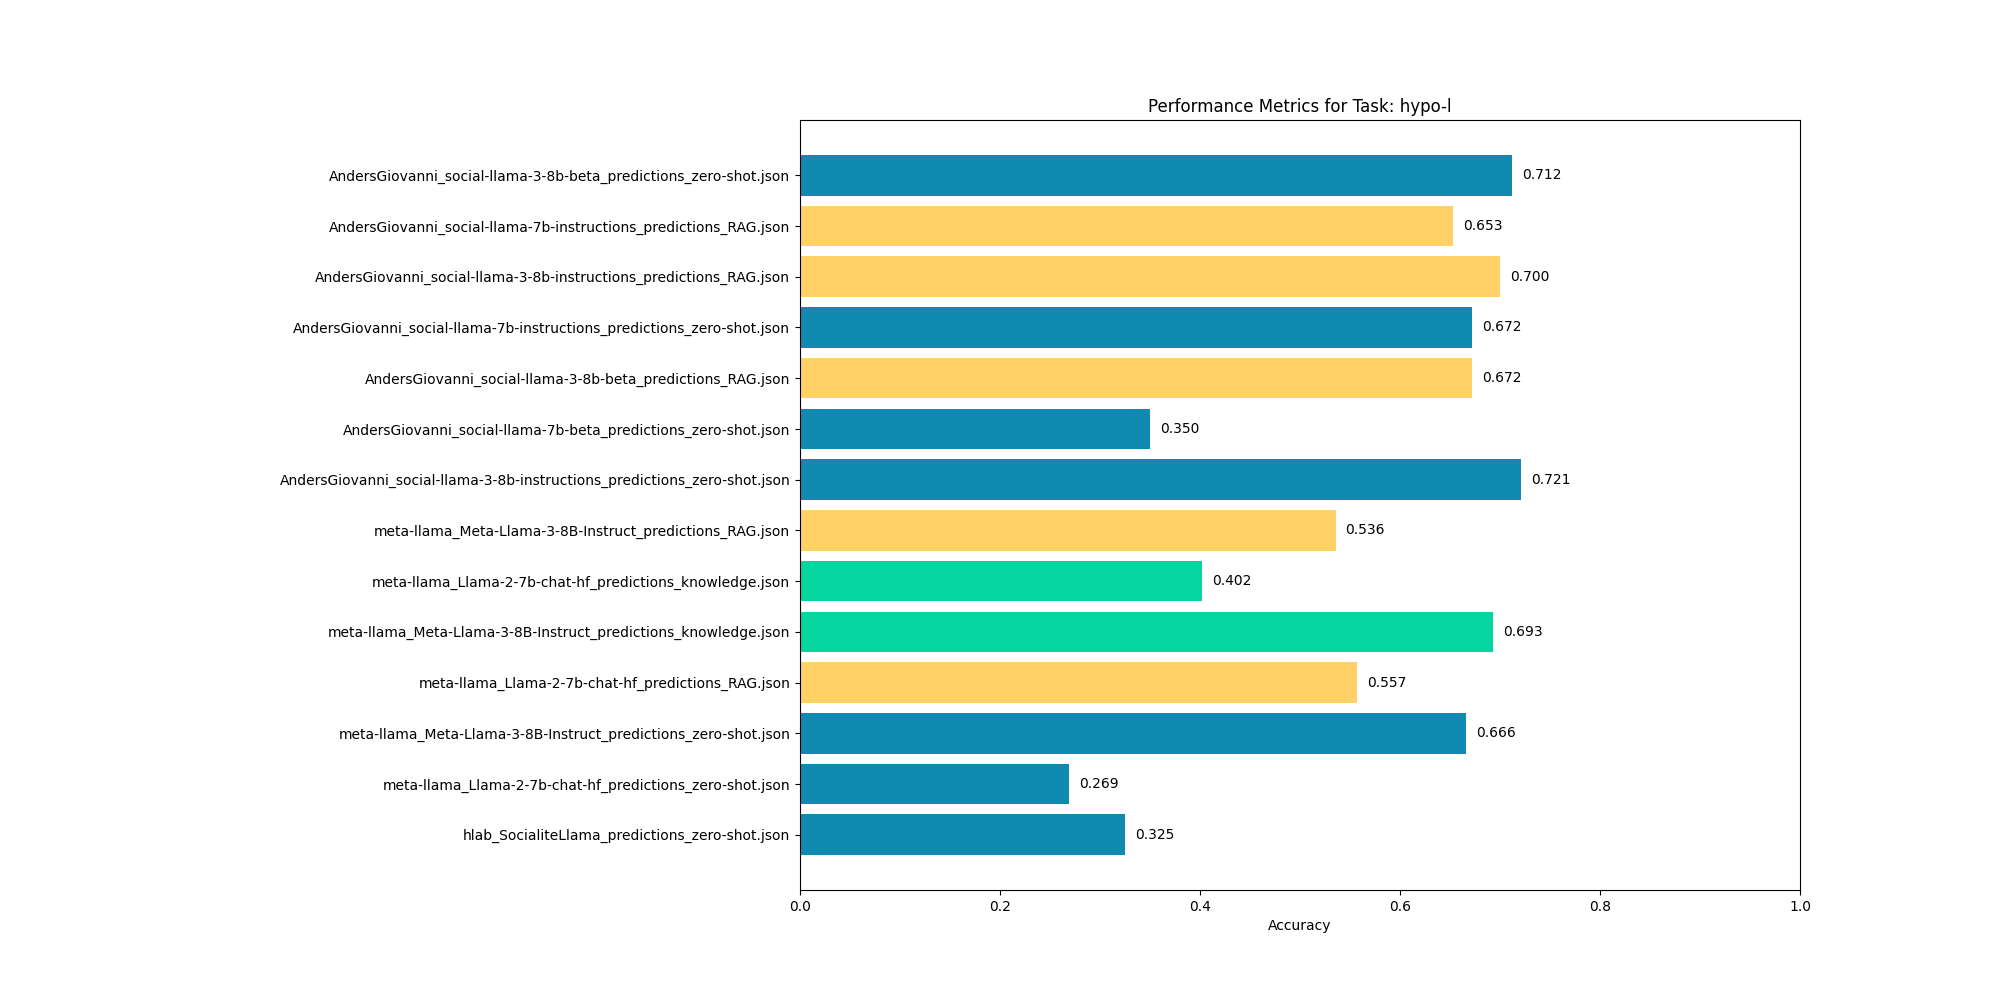 Performance Metrics for Task: hypo-l
AndersGiovanni_social-llama-3-8b-beta_predictions_zero-shot.json 0.712
AndersGiovanni_social-llama-7b-instructions_predictions_RAG.json 0.653
AndersGiovanni_social-llama-3-8b-instructions_predictions_RAG.json 0.700
AndersGiovanni_social-llama-7b-instructions_predictions_zero-shot.json 0.672
AndersGiovanni_social-llama-3-8b-beta_predictions_RAG.json 0.672
AndersGiovanni_social-llama-7b-beta_predictions_zero-shot.json 0.350
AndersGiovanni_social-llama-3-8b-instructions_predictions_zero-shot.json 0.721
meta-llama_Meta-Llama-3-8B-Instruct_predictions_RAG.json 0.536
meta-llama_Llama-2-7b-chat-hf_predictions_knowledge.json 0.402
meta-llama_Meta-Llama-3-8B-Instruct_predictions_knowledge.json 0.693
meta-llama_Llama-2-7b-chat-hf_predictions_RAG.json 0.557
meta-llama_Meta-Llama-3-8B-Instruct_predictions_zero-shot.json 0.666
meta-llama_Llama-2-7b-chat-hf_predictions_zero-shot.json 0.269
hlab_SocialiteLlama_predictions_zero-shot.json 0.325
0.0 0.2 0.4 0.6 0.8 1.0
Accuracy